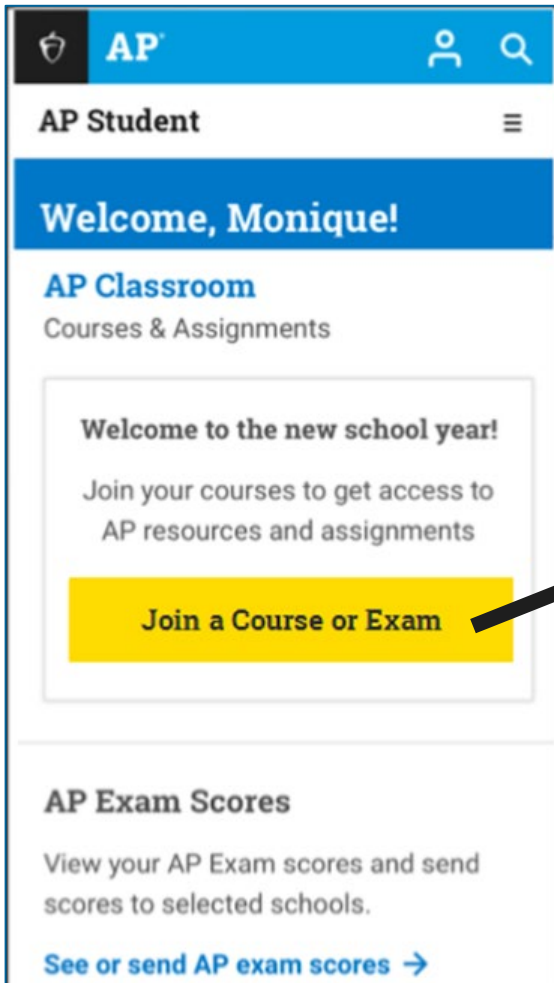 AP®
AP Student
Welcome, Monique!
AP Classroom
Courses & Assignments
Welcome to the new school year!
Join your courses to get access to
AP resources and assignments
Join a Course or Exam
AP Exam Scores
View your AP Exam scores and send
scores to selected schools.
See or send AP exam scores →